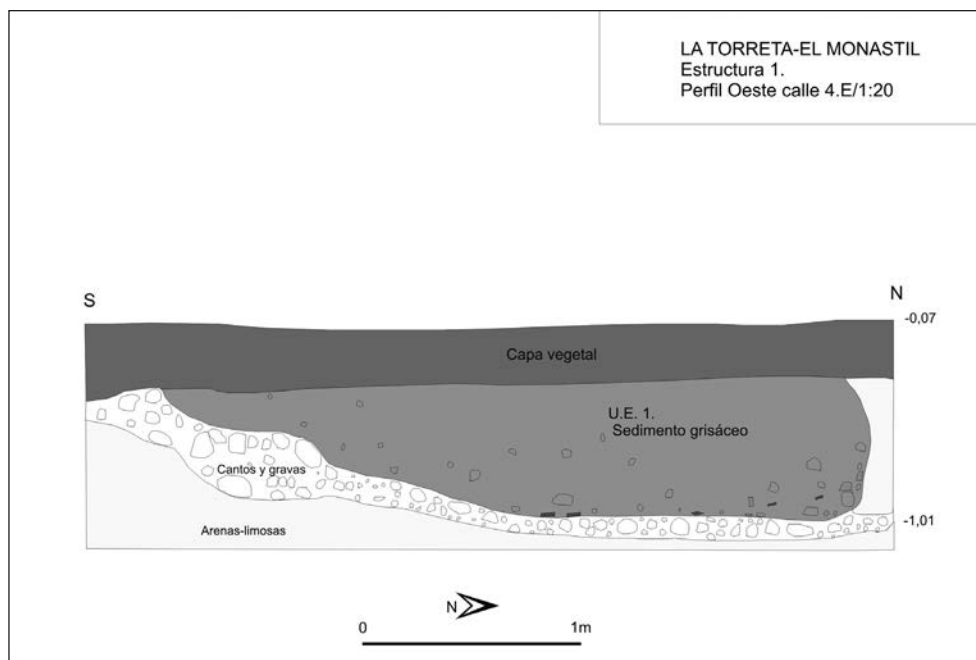 LA TORRETA-EL MONASTIL
Estructura 1.
Perfil Oeste calle 4.E/1:20
S
N
-0,07
Capa vegetal
U.E. 1.
Sedimento grisáceo
Cantos y gravas
-1,01
Arenas-limosas
N
0
1m